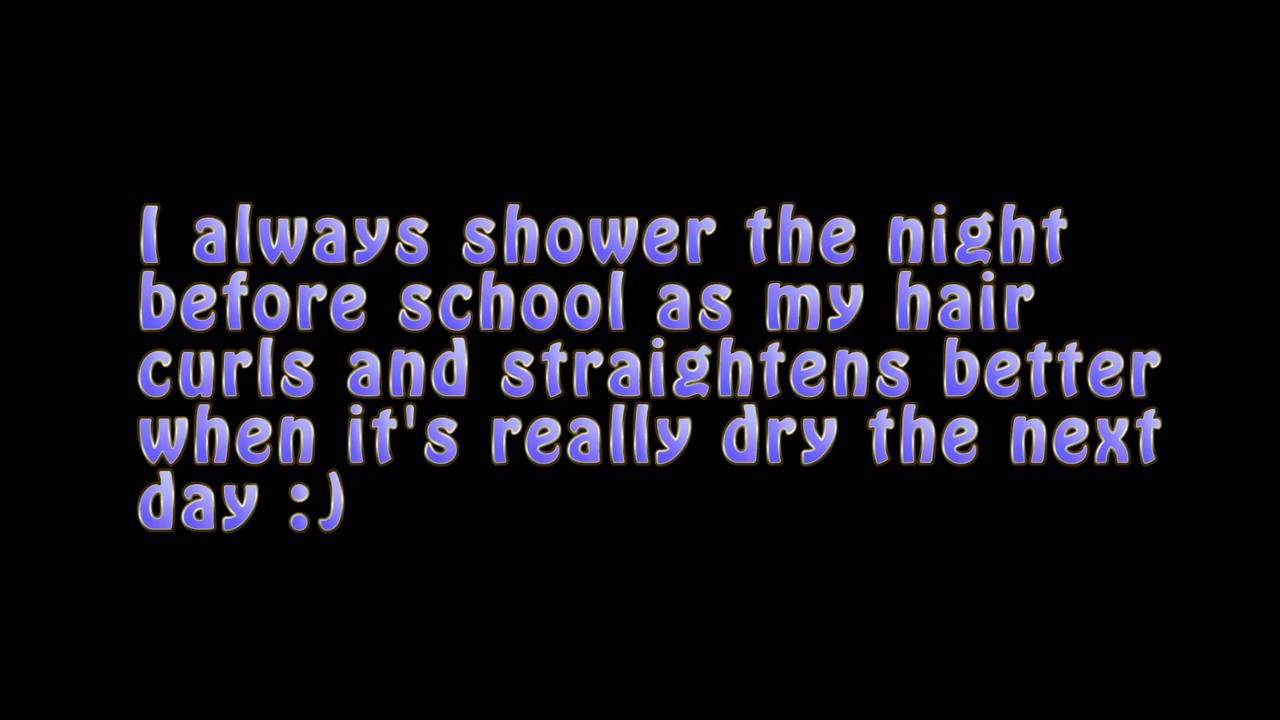 I always shower the night
before school as my hair
curls and straightens better
when it's really dry the next
day :)